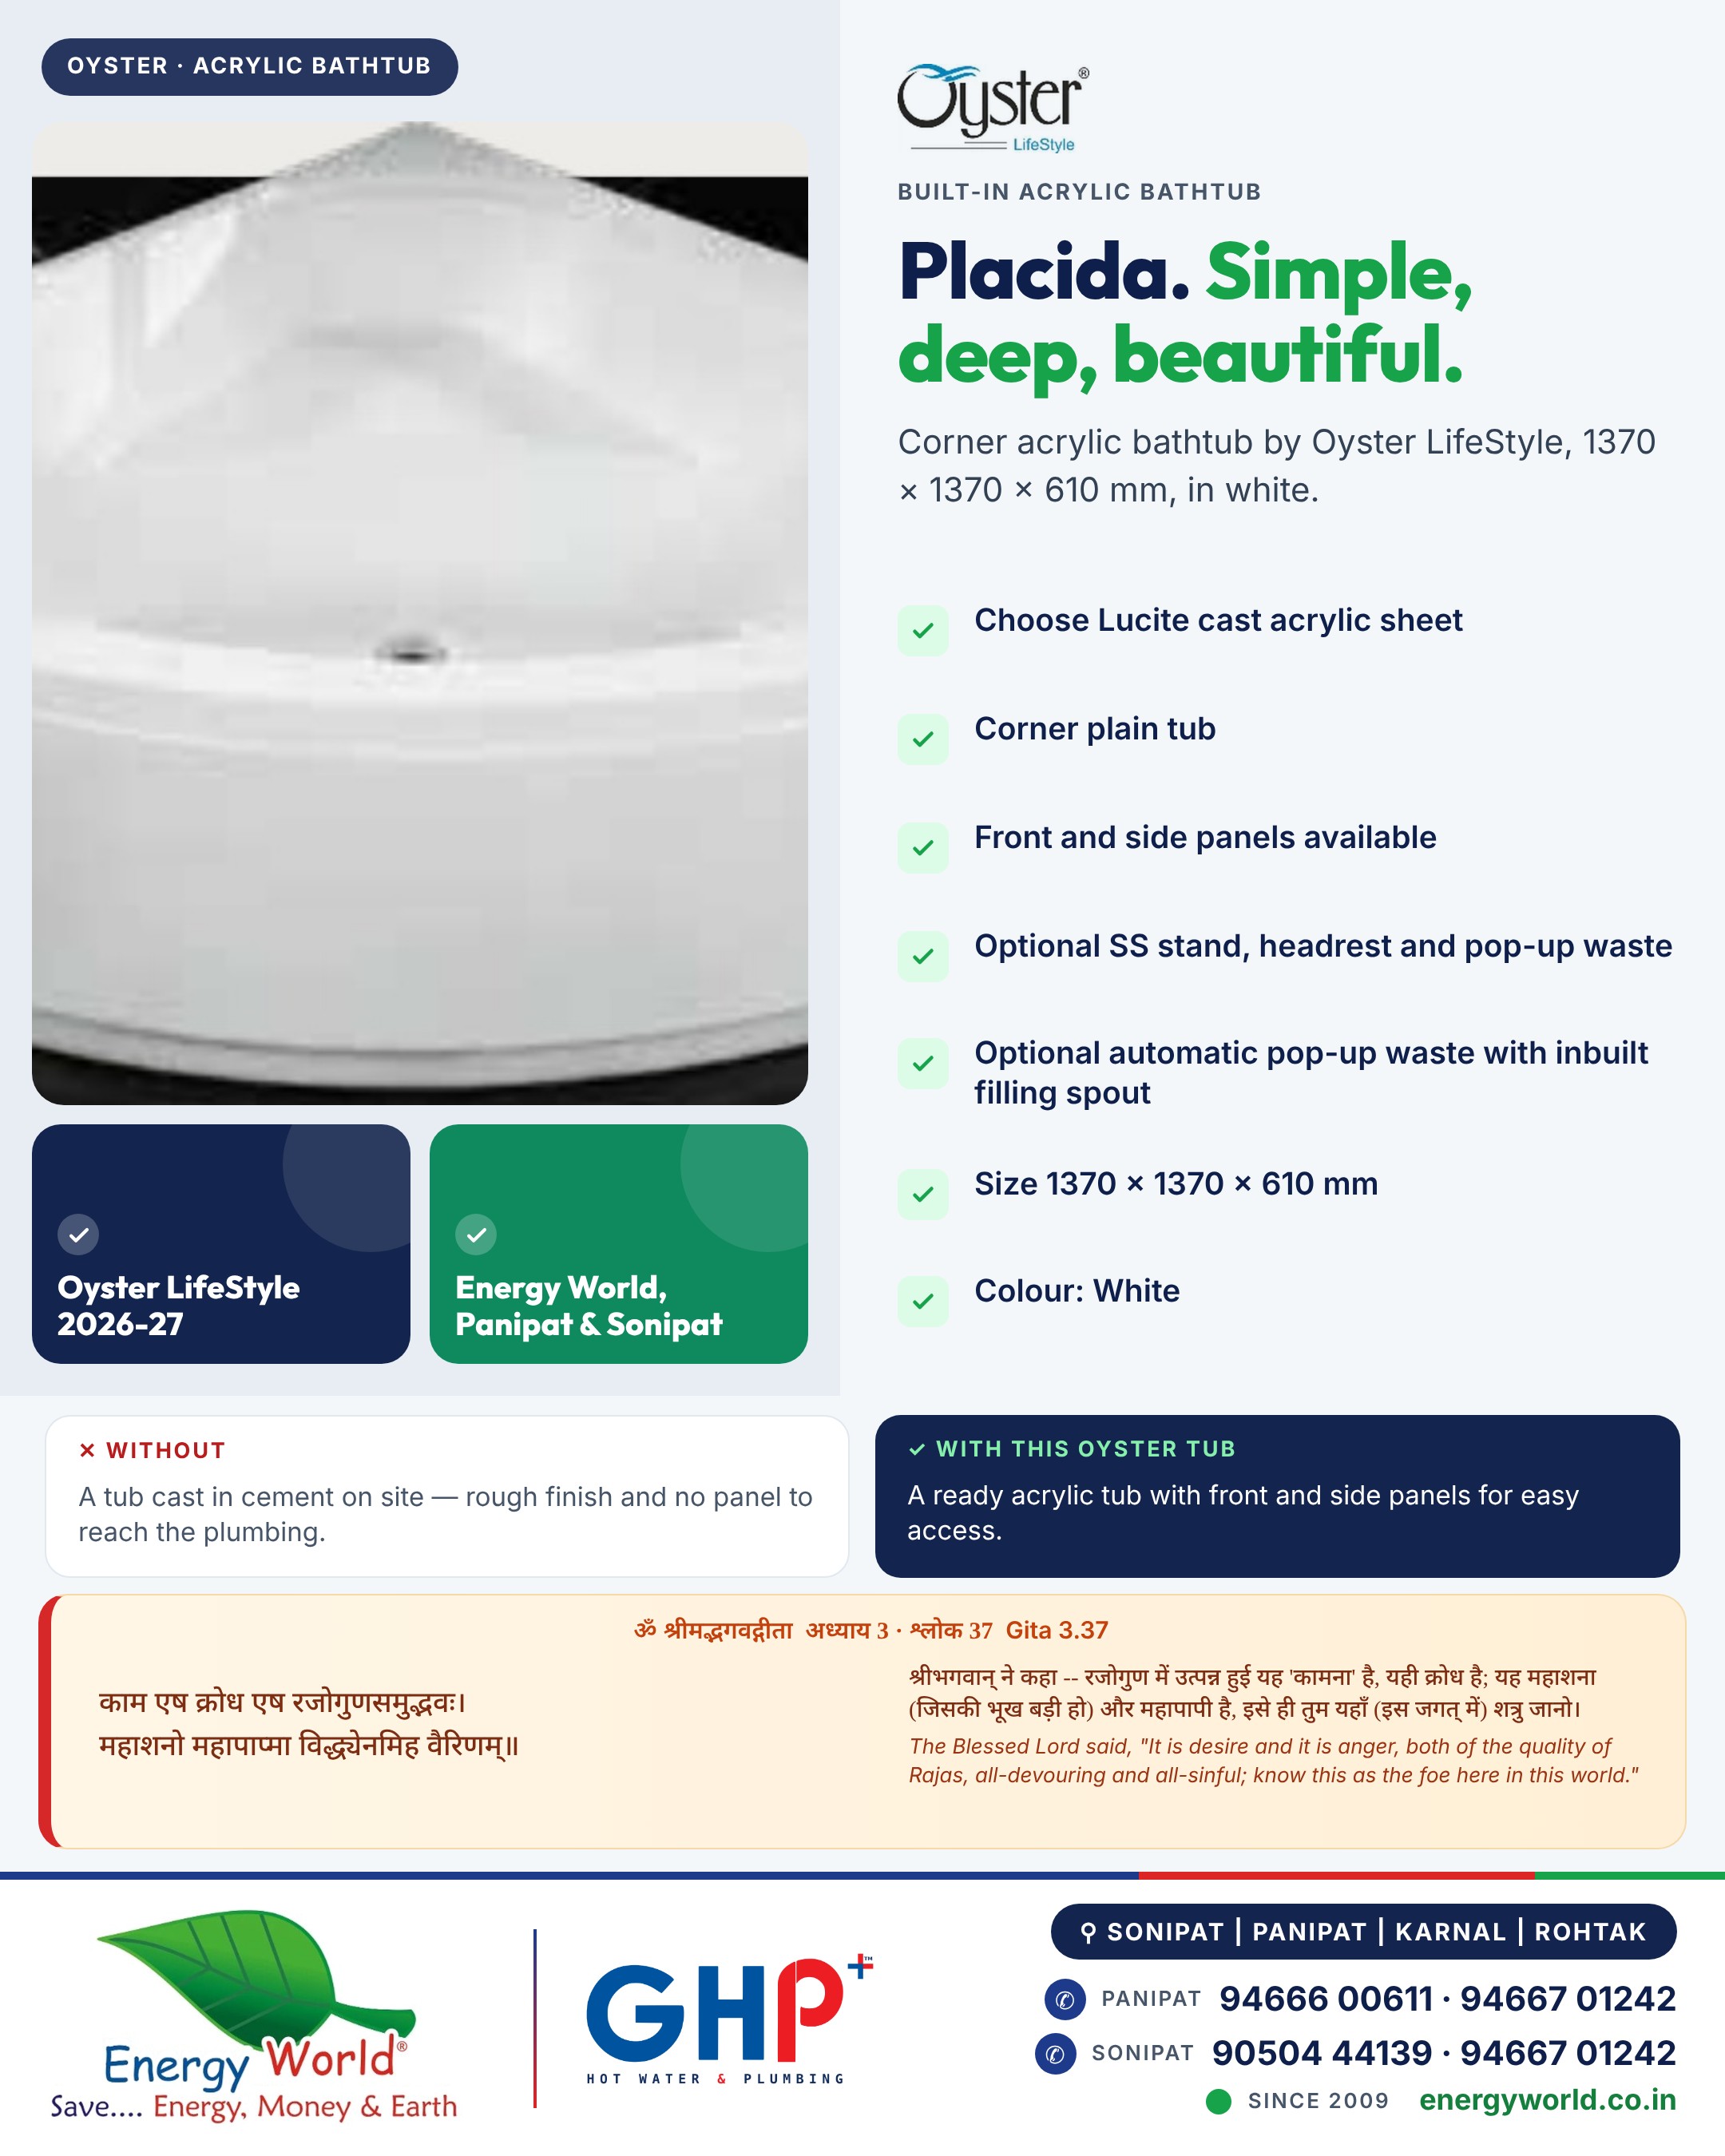 OYSTER · ACRYLIC BATHTUB
Oyster®
LifeStyle
BUILT-IN ACRYLIC BATHTUB
Placida. Simple,
deep, beautiful.
Corner acrylic bathtub by Oyster LifeStyle, 1370
× 1370 × 610 mm, in white.
Choose Lucite cast acrylic sheet
Corner plain tub
Front and side panels available
Optional SS stand, headrest and pop-up waste
Optional automatic pop-up waste with inbuilt
filling spout
Size 1370 × 1370 × 610 mm
Colour: White
Oyster LifeStyle
2026-27
Energy World,
Panipat & Sonipat
× WITHOUT
A tub cast in cement on site — rough finish and no panel to
reach the plumbing.
✓ WITH THIS OYSTER TUB
A ready acrylic tub with front and side panels for easy
access.
ॐ श्रीमद्भगवद्गीता अध्याय 3 · श्लोक 37 Gita 3.37
काम एष क्रोध एष रजोगुणसमुद्भवः।
महाशनो महापाप्मा विद्ध्येनमिह वैरिणम्॥
श्रीभगवान् ने कहा -- रजोगुण में उत्पन्न हुई यह 'कामना' है, यही क्रोध है; यह महाशना
(जिसकी भूख बड़ी हो) और महापापी है, इसे ही तुम यहाँ (इस जगत् में) शत्रु जानो।
The Blessed Lord said, "It is desire and it is anger, both of the quality of
Rajas, all-devouring and all-sinful; know this as the foe here in this world."
Energy World®
Save.... Energy, Money & Earth
GHP+™
HOT WATER & PLUMBING
SONIPAT | PANIPAT | KARNAL | ROHTAK
PANIPAT 94666 00611 · 94667 01242
SONIPAT 90504 44139 · 94667 01242
SINCE 2009 energyworld.co.in